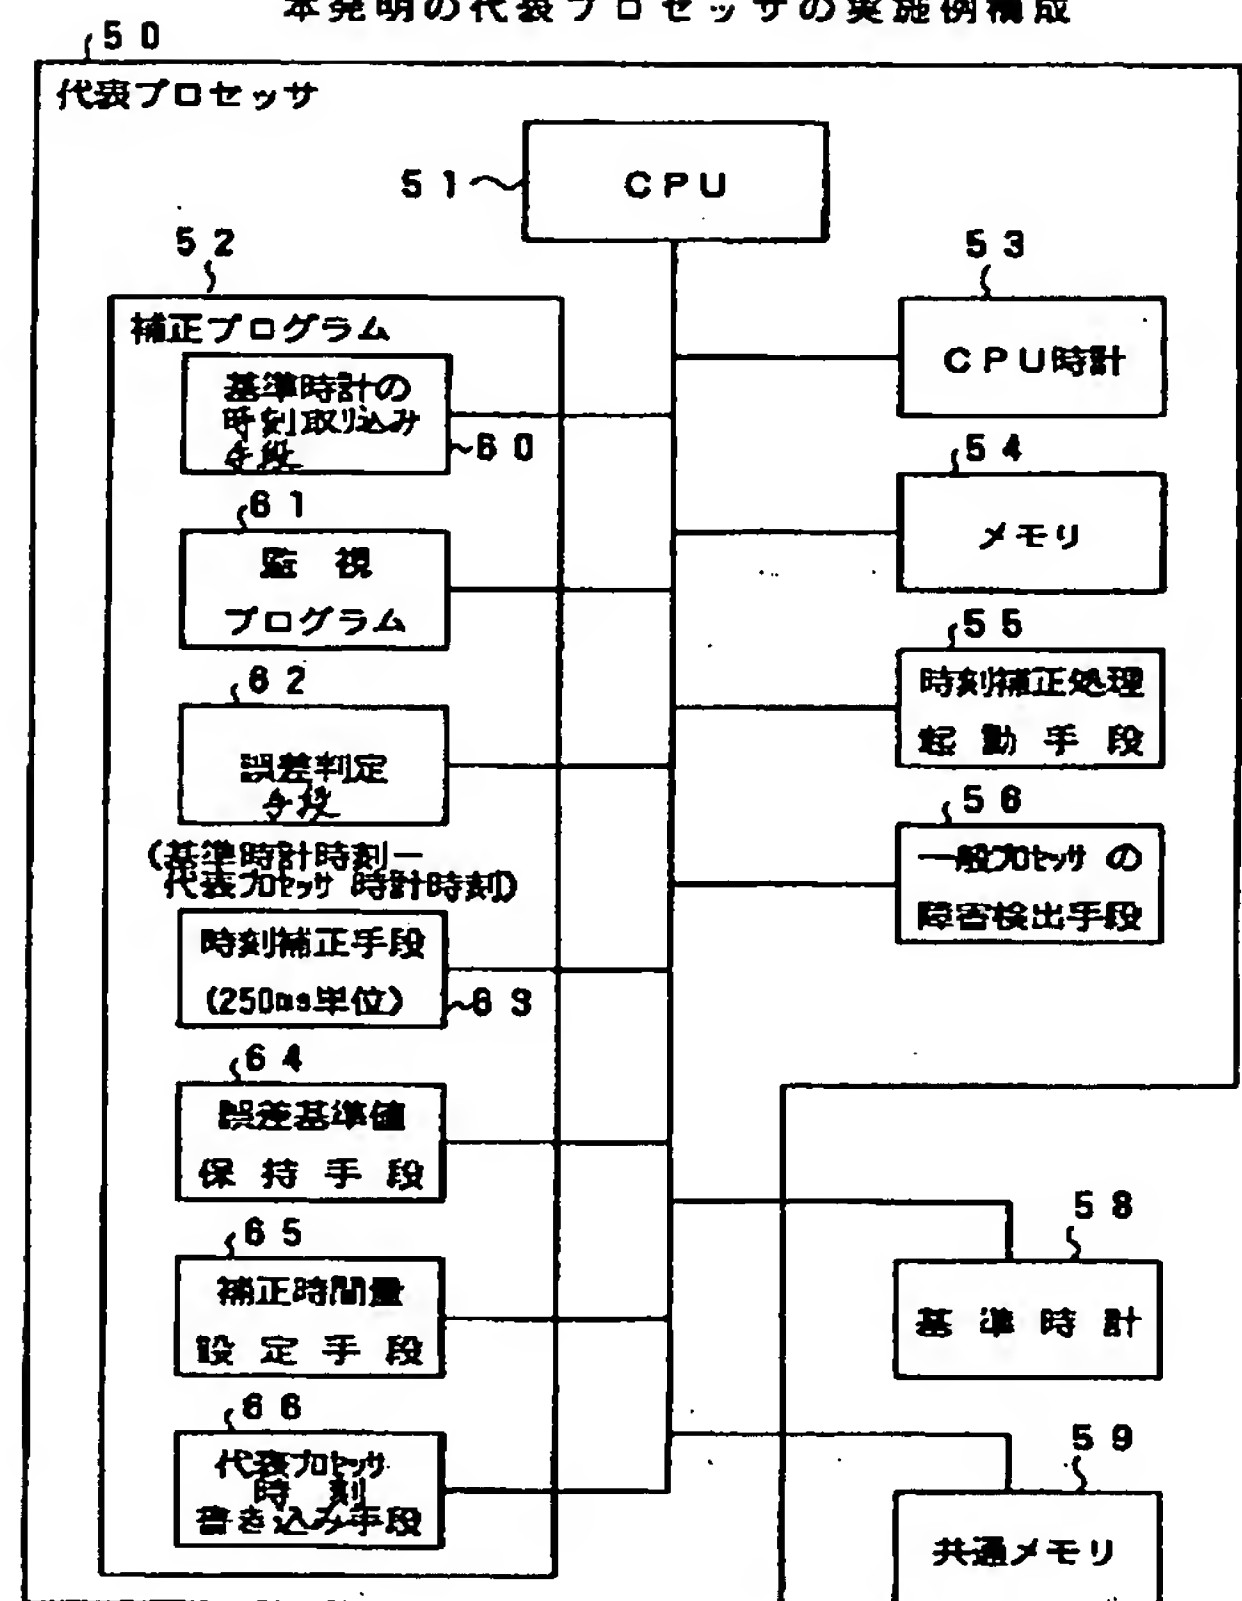 本発明の代表プロセッサの実施例構成
50
代表プロセッサ
CPU
51
52
補正プログラム
基準時計の
時刻取り込み
手段
60
61
監視
プログラム
62
誤差判定
手段
(基準時計時刻－
代表プロセッサ時計時刻)
時刻補正手段
(250ms単位)
63
64
誤差基準値
保持手段
65
補正時間量
設定手段
66
代表プロセッサ
時刻
書き込み手段
53
CPU時計
54
メモリ
55
時刻補正処理
起動手段
56
一般プロセッサの
障害検出手段
58
基準時計
59
共通メモリ